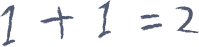 1 + 1 = 2